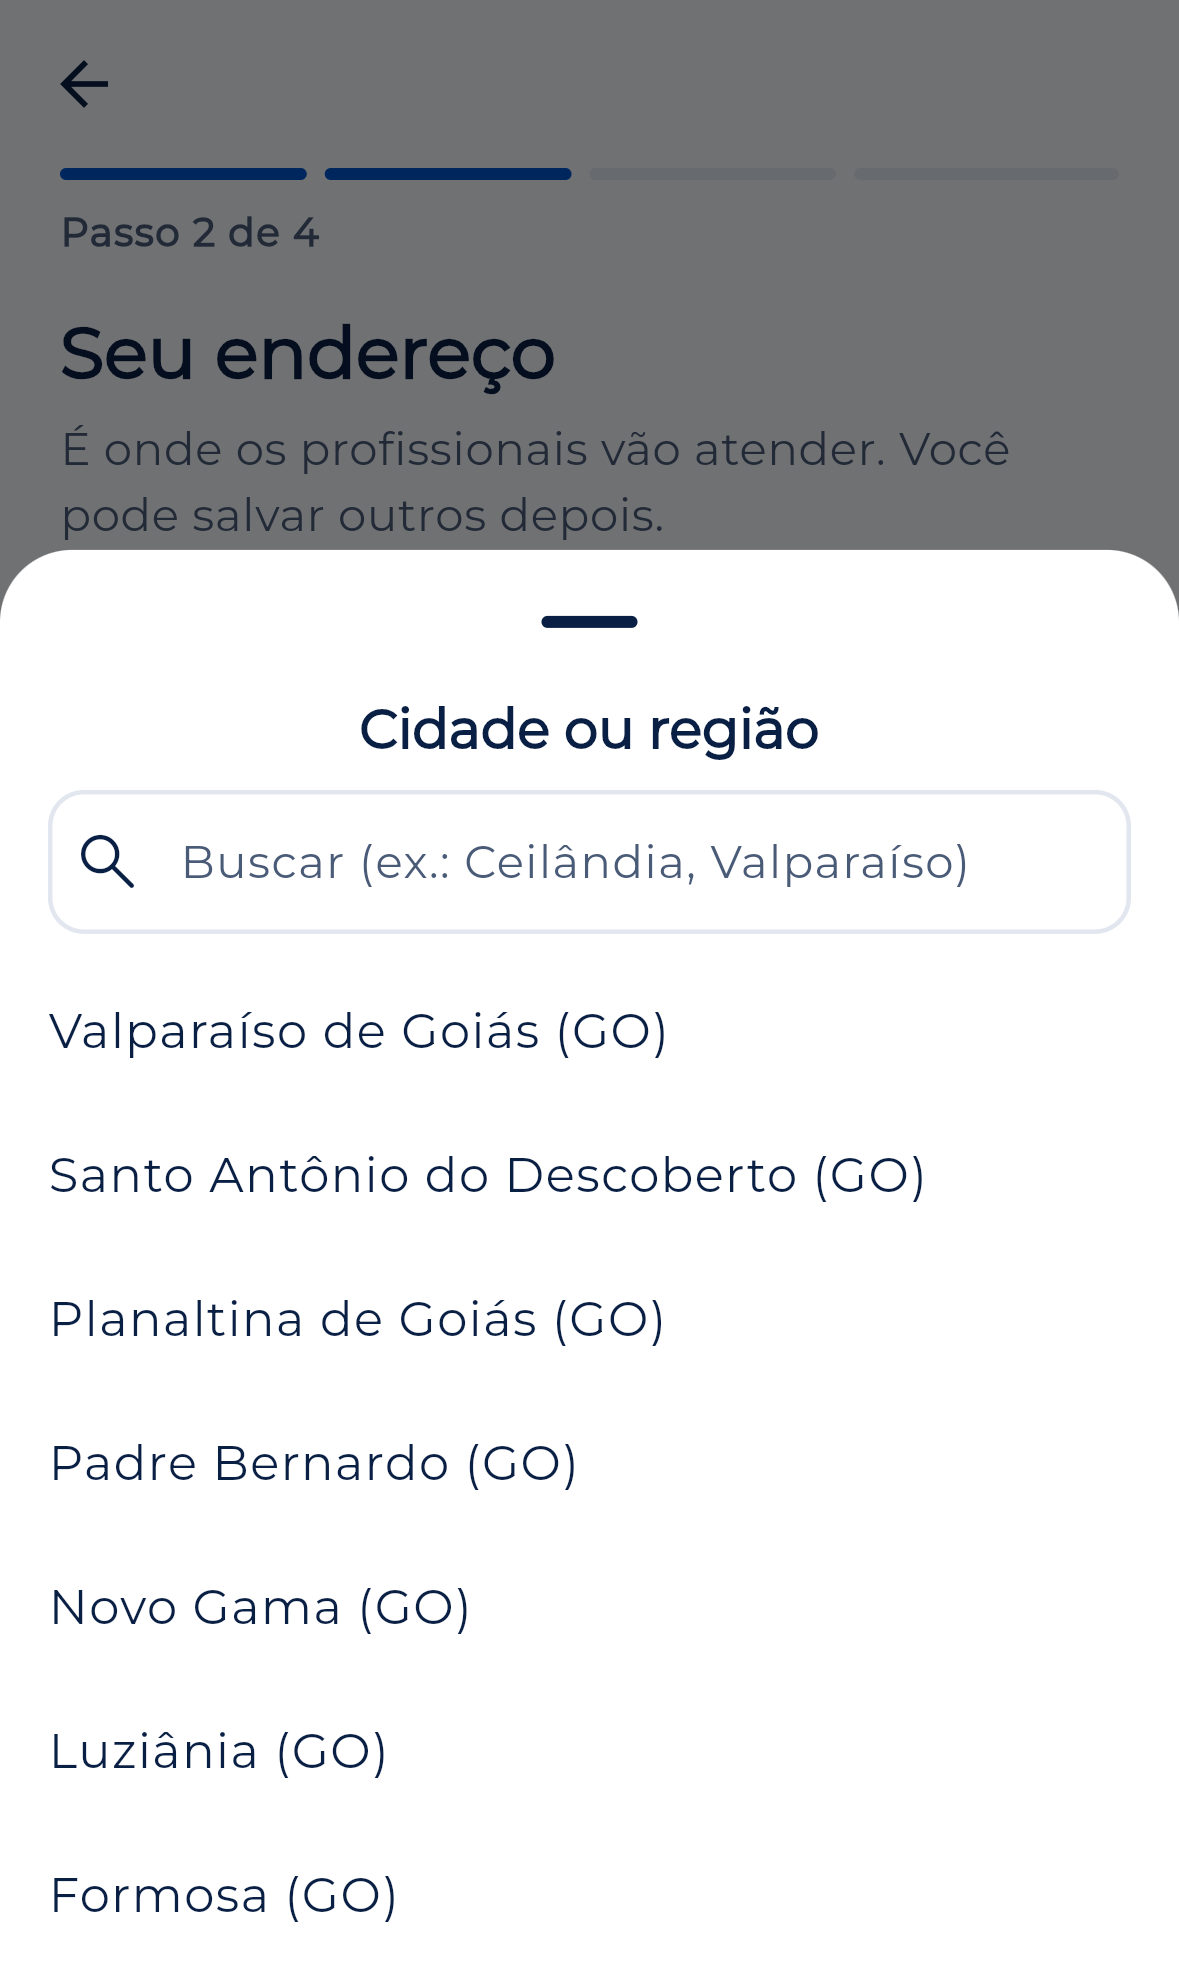 Passo 2 de 4
Seu endereço
É onde os profissionais vão atender. Você
pode salvar outros depois.
Cidade ou região
Buscar (ex.: Ceilândia, Valparaíso)
Valparaíso de Goiás (GO)
Santo Antônio do Descoberto (GO)
Planaltina de Goiás (GO)
Padre Bernardo (GO)
Novo Gama (GO)
Luziânia (GO)
Formosa (GO)